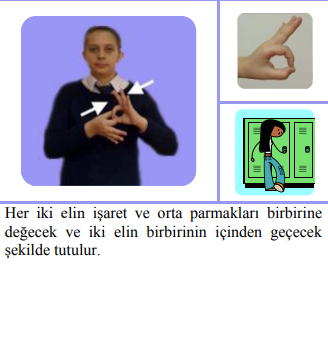 Her iki elin işaret ve orta parmakları birbirine
değecek ve iki elin birbirinin içinden geçecek
şekilde tutulur.